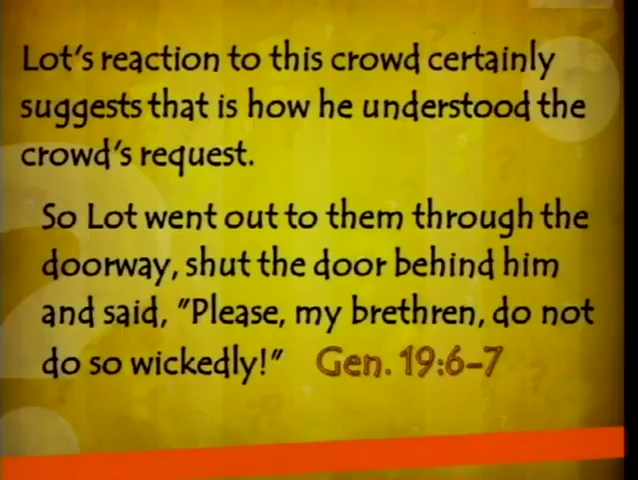 Lot's reaction to this crowd certainly
suggests that is how he understood the
crowd's request.
So Lot went out to them through the
doorway, shut the door behind him
and said, "Please, my brethren, do not
do so wickedly!" Gen. 19:6-7